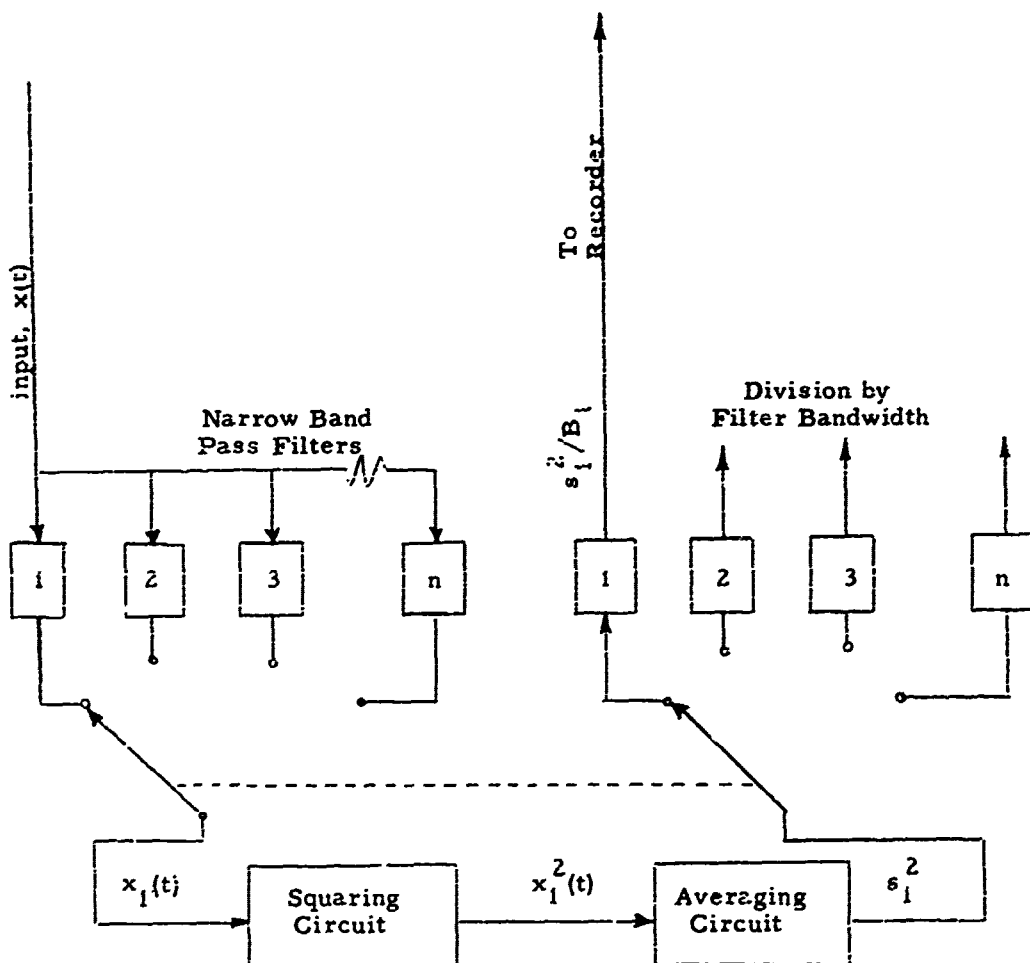 input, x(t)
To
Recorder
s₁²/B₁
Narrow Band
Pass Filters
Division by
Filter Bandwidth
1
2
3
n
1
2
3
n
x₁(t)
Squaring
Circuit
x₁²(t)
Averaging
Circuit
s₁²